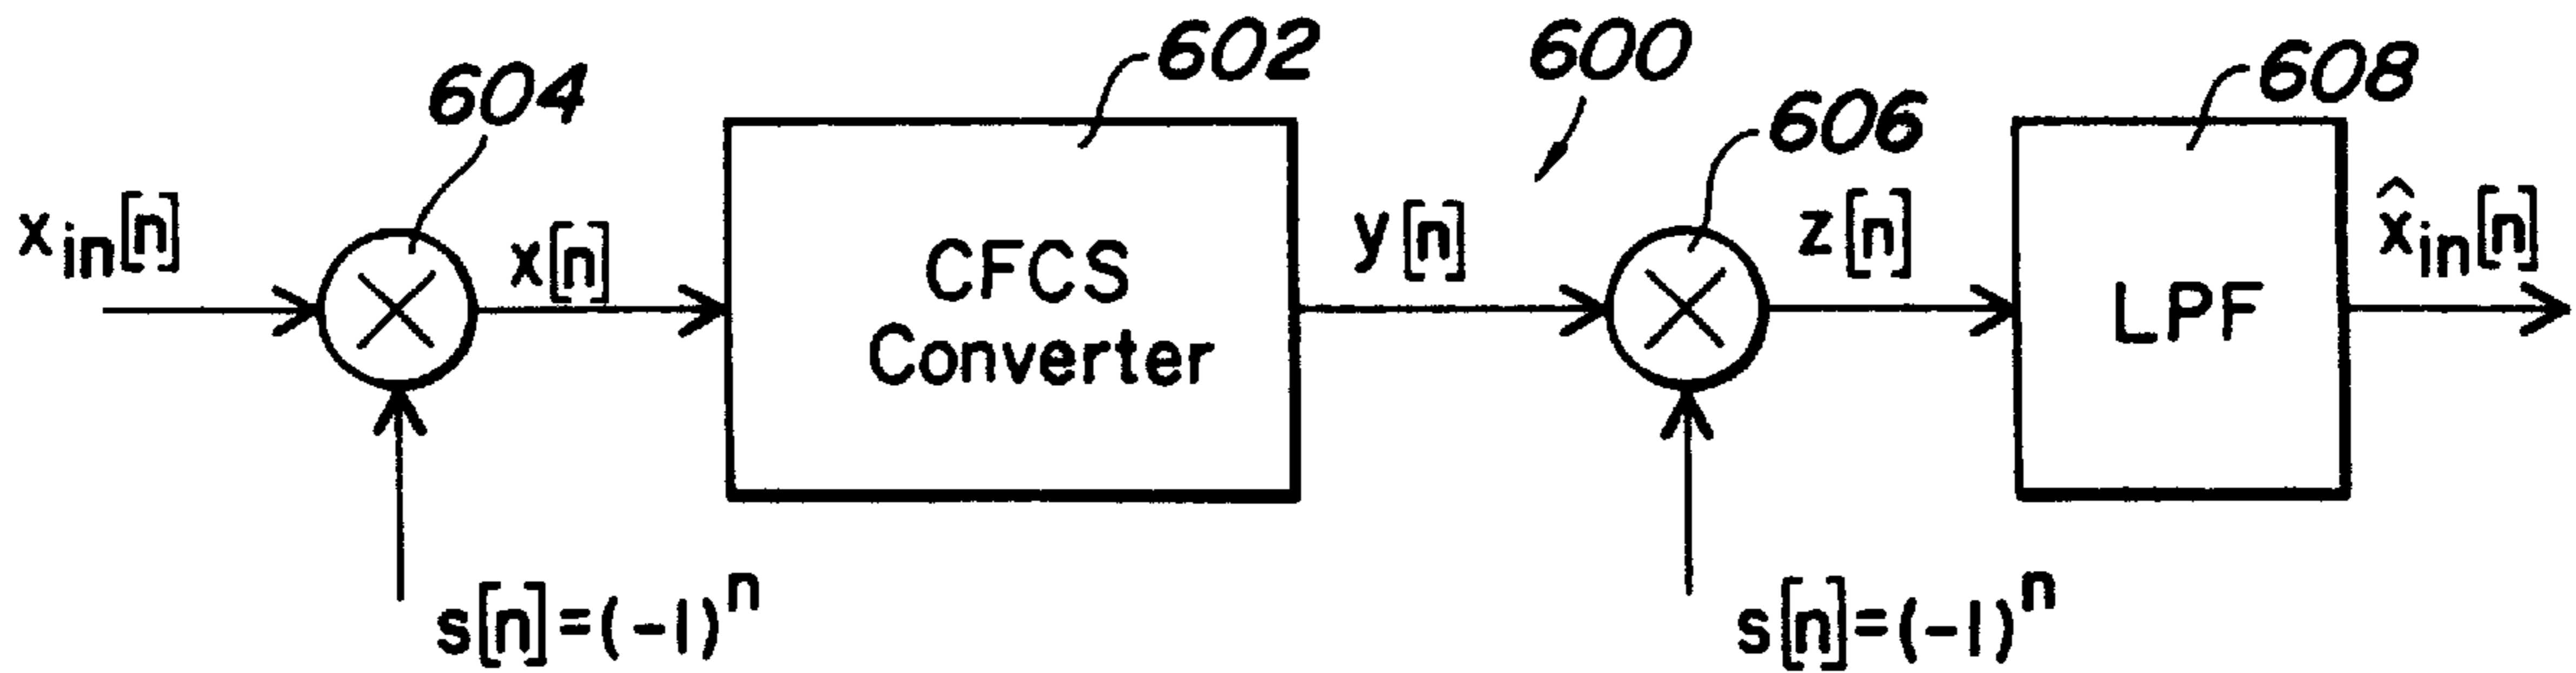 604
602
600
606
608
x_in[n]
x[n]
CFCS
Converter
y[n]
z[n]
LPF
x̂_in[n]
s[n]=(-1)^n
s[n]=(-1)^n